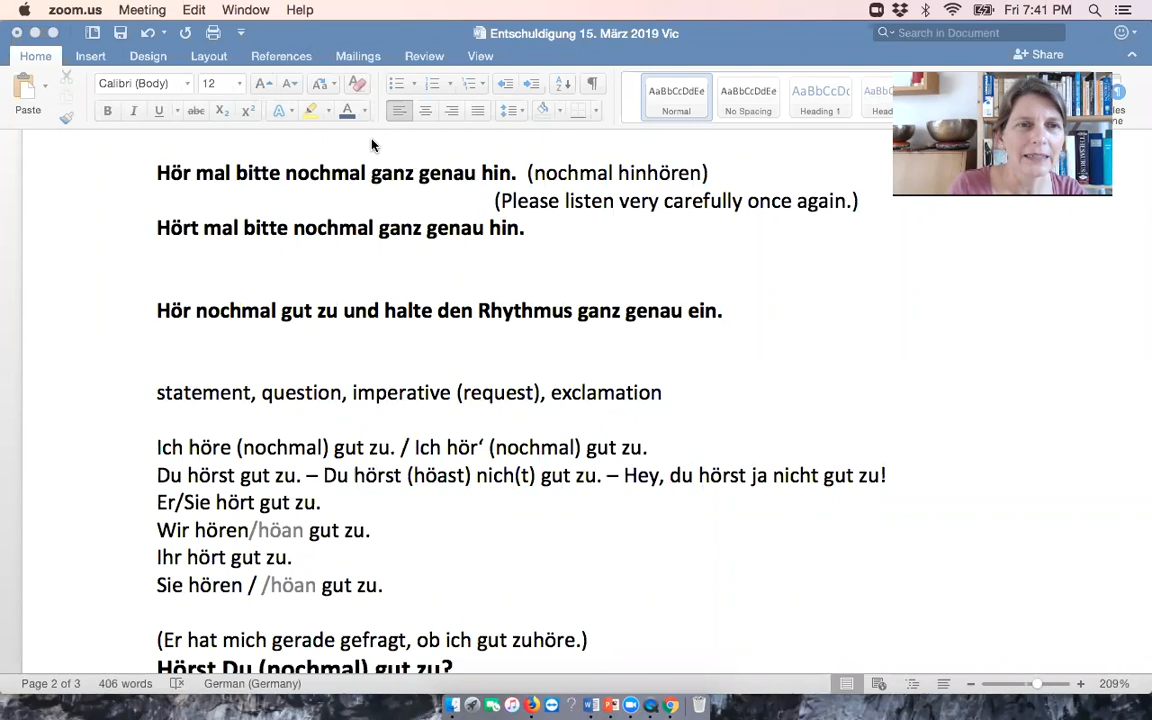 zoom.us Meeting Edit Window Help Fri 7:41 PM
Entschuldigung 15. März 2019 Vic
Search in Document
Home Insert Design Layout References Mailings Review View
Share
Paste
Calibri (Body) 12
AaBbCcDdEe AaBbCcDdEe AaBbCcDc
Normal No Spacing Heading 1
Hör mal bitte nochmal ganz genau hin. (nochmal hinhören)
(Please listen very carefully once again.)
Hört mal bitte nochmal ganz genau hin.
Hör nochmal gut zu und halte den Rhythmus ganz genau ein.
statement, question, imperative (request), exclamation
Ich höre (nochmal) gut zu. / Ich hör‘ (nochmal) gut zu.
Du hörst gut zu. – Du hörst (höast) nich(t) gut zu. – Hey, du hörst ja nicht gut zu!
Er/Sie hört gut zu.
Wir hören/höan gut zu.
Ihr hört gut zu.
Sie hören / /höan gut zu.
(Er hat mich gerade gefragt, ob ich gut zuhöre.)
Hörst Du (nochmal) gut zu?
Page 2 of 3 406 words German (Germany) 209%